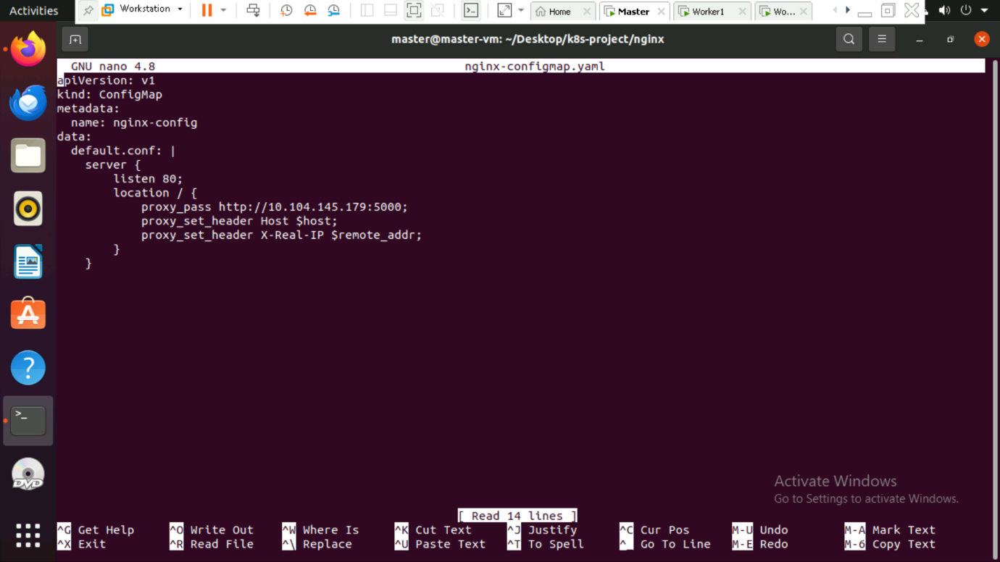 Activities
Workstation
Home
Master
Worker1
Wo...
master@master-vm: ~/Desktop/k8s-project/nginx
GNU nano 4.8 nginx-configmap.yaml
apiVersion: v1
kind: ConfigMap
metadata:
  name: nginx-config
data:
  default.conf: |
    server {
        listen 80;
        location / {
            proxy_pass http://10.104.145.179:5000;
            proxy_set_header Host $host;
            proxy_set_header X-Real-IP $remote_addr;
        }
    }
Activate Windows
Go to Settings to activate Windows.
[ Read 14 lines ]
^G Get Help ^O Write Out ^W Where Is ^K Cut Text ^J Justify ^C Cur Pos M-U Undo M-A Mark Text
^X Exit ^R Read File ^\ Replace ^U Paste Text ^T To Spell ^_ Go To Line M-E Redo M-6 Copy Text
DVD